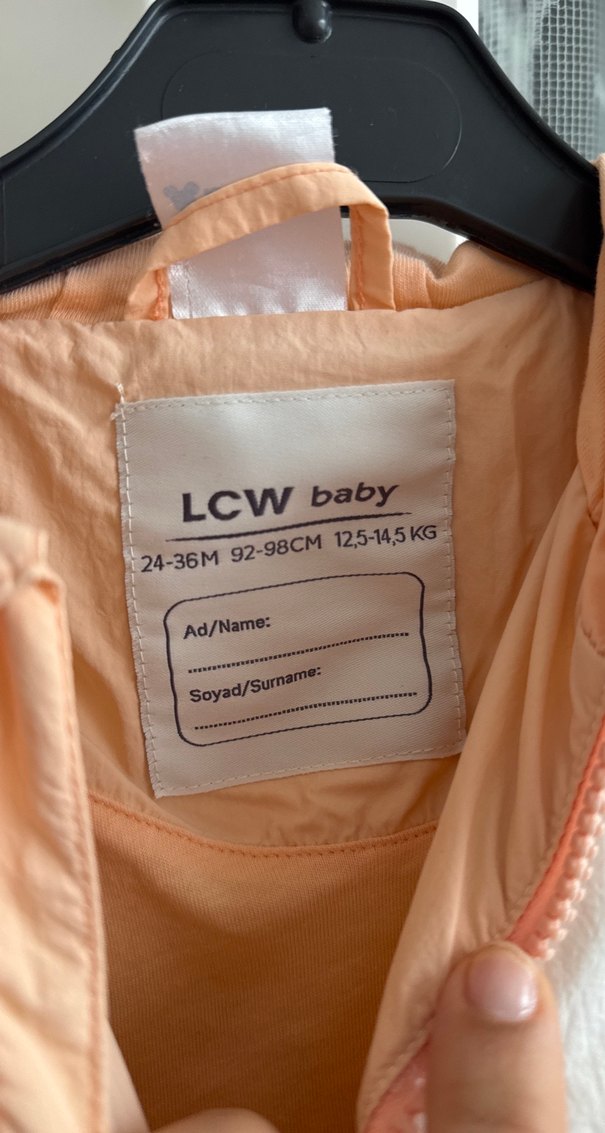 LCW baby
24-36M 92-98CM 12,5-14,5 KG
Ad/Name:
Soyad/Surname: